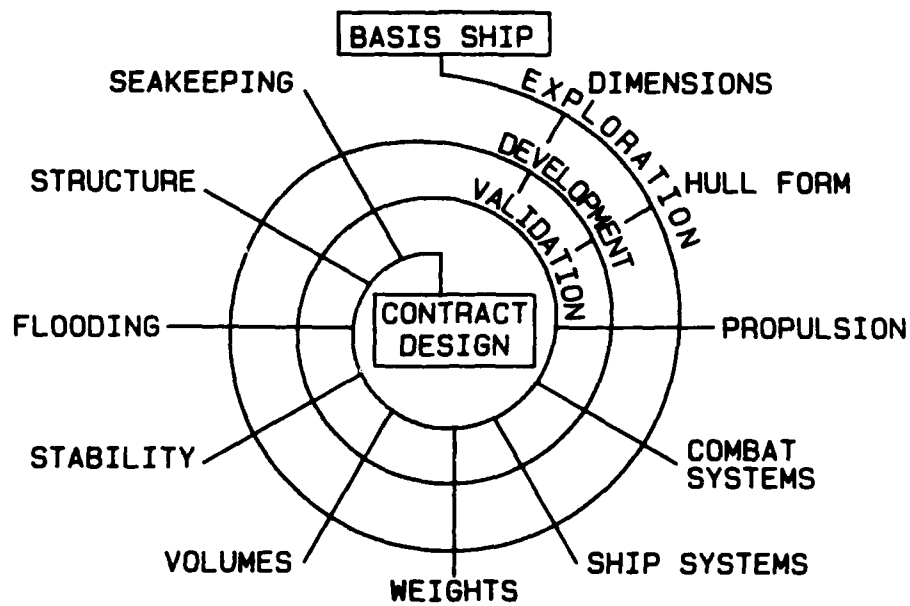 BASIS SHIP
SEAKEEPING
DIMENSIONS
EXPLORATION
DEVELOPMENT
VALIDATION
STRUCTURE
HULL FORM
CONTRACT
DESIGN
FLOODING
PROPULSION
STABILITY
COMBAT
SYSTEMS
VOLUMES
WEIGHTS
SHIP SYSTEMS